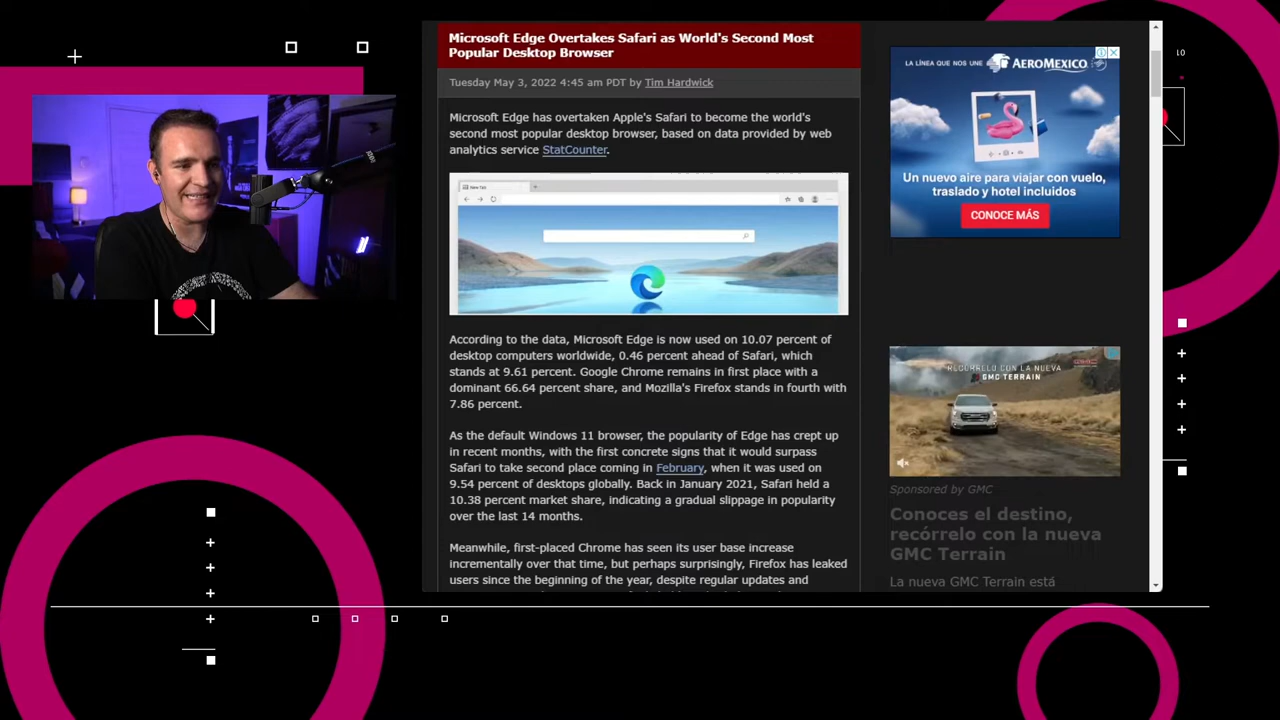 Microsoft Edge Overtakes Safari as World's Second Most
Popular Desktop Browser
Tuesday May 3, 2022 4:45 am PDT by Tim Hardwick
Microsoft Edge has overtaken Apple's Safari to become the world's
second most popular desktop browser, based on data provided by web
analytics service StatCounter.
New Tab
According to the data, Microsoft Edge is now used on 10.07 percent of
desktop computers worldwide, 0.46 percent ahead of Safari, which
stands at 9.61 percent. Google Chrome remains in first place with a
dominant 66.64 percent share, and Mozilla's Firefox stands in fourth with
7.86 percent.
As the default Windows 11 browser, the popularity of Edge has crept up
in recent months, with the first concrete signs that it would surpass
Safari to take second place coming in February, when it was used on
9.54 percent of desktops globally. Back in January 2021, Safari held a
10.38 percent market share, indicating a gradual slippage in popularity
over the last 14 months.
Meanwhile, first-placed Chrome has seen its user base increase
incrementally over that time, but perhaps surprisingly, Firefox has leaked
users since the beginning of the year, despite regular updates and
LA LÍNEA QUE NOS UNE AEROMEXICO
Un nuevo aire para viajar con vuelo,
traslado y hotel incluidos
CONOCE MÁS
RECÓRRELO CON LA NUEVA
GMC TERRAIN
GMC
Sponsored by GMC
Conoces el destino,
recórrelo con la nueva
GMC Terrain
La nueva GMC Terrain está